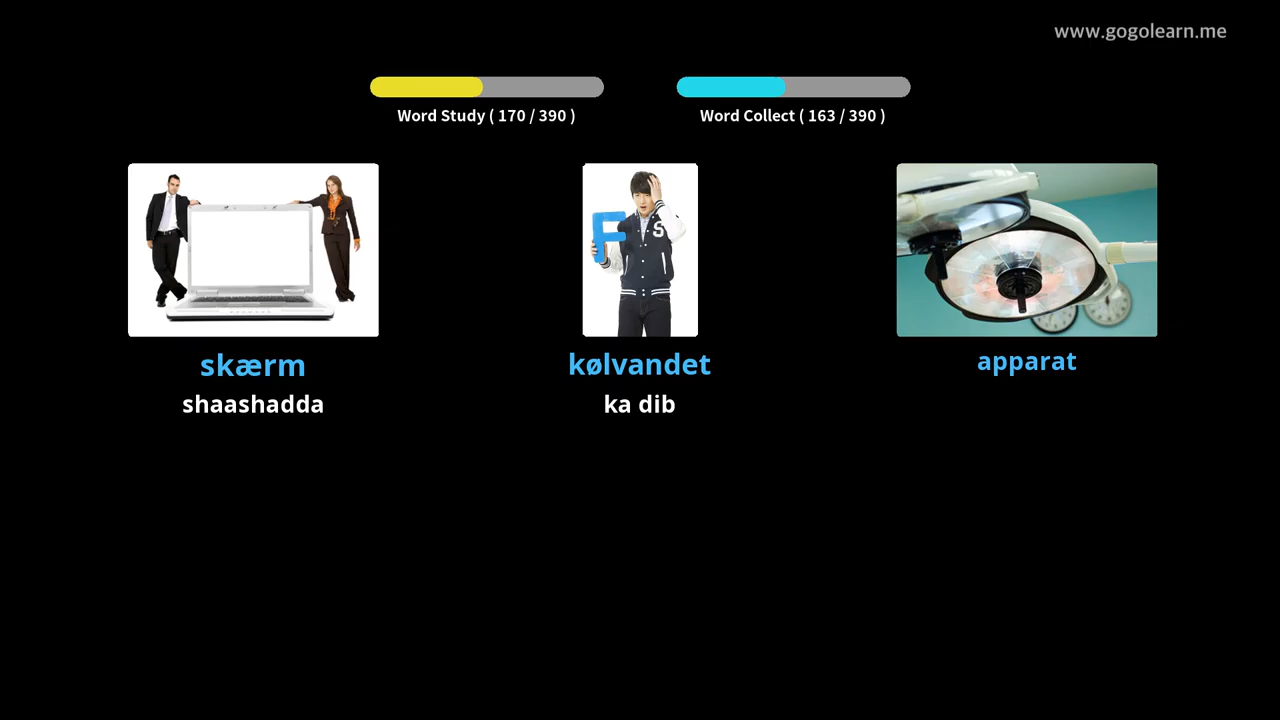 www.gogolearn.me
Word Study ( 170 / 390 )
Word Collect ( 163 / 390 )
F
S
skærm
kølvandet
apparat
shaashadda
ka dib